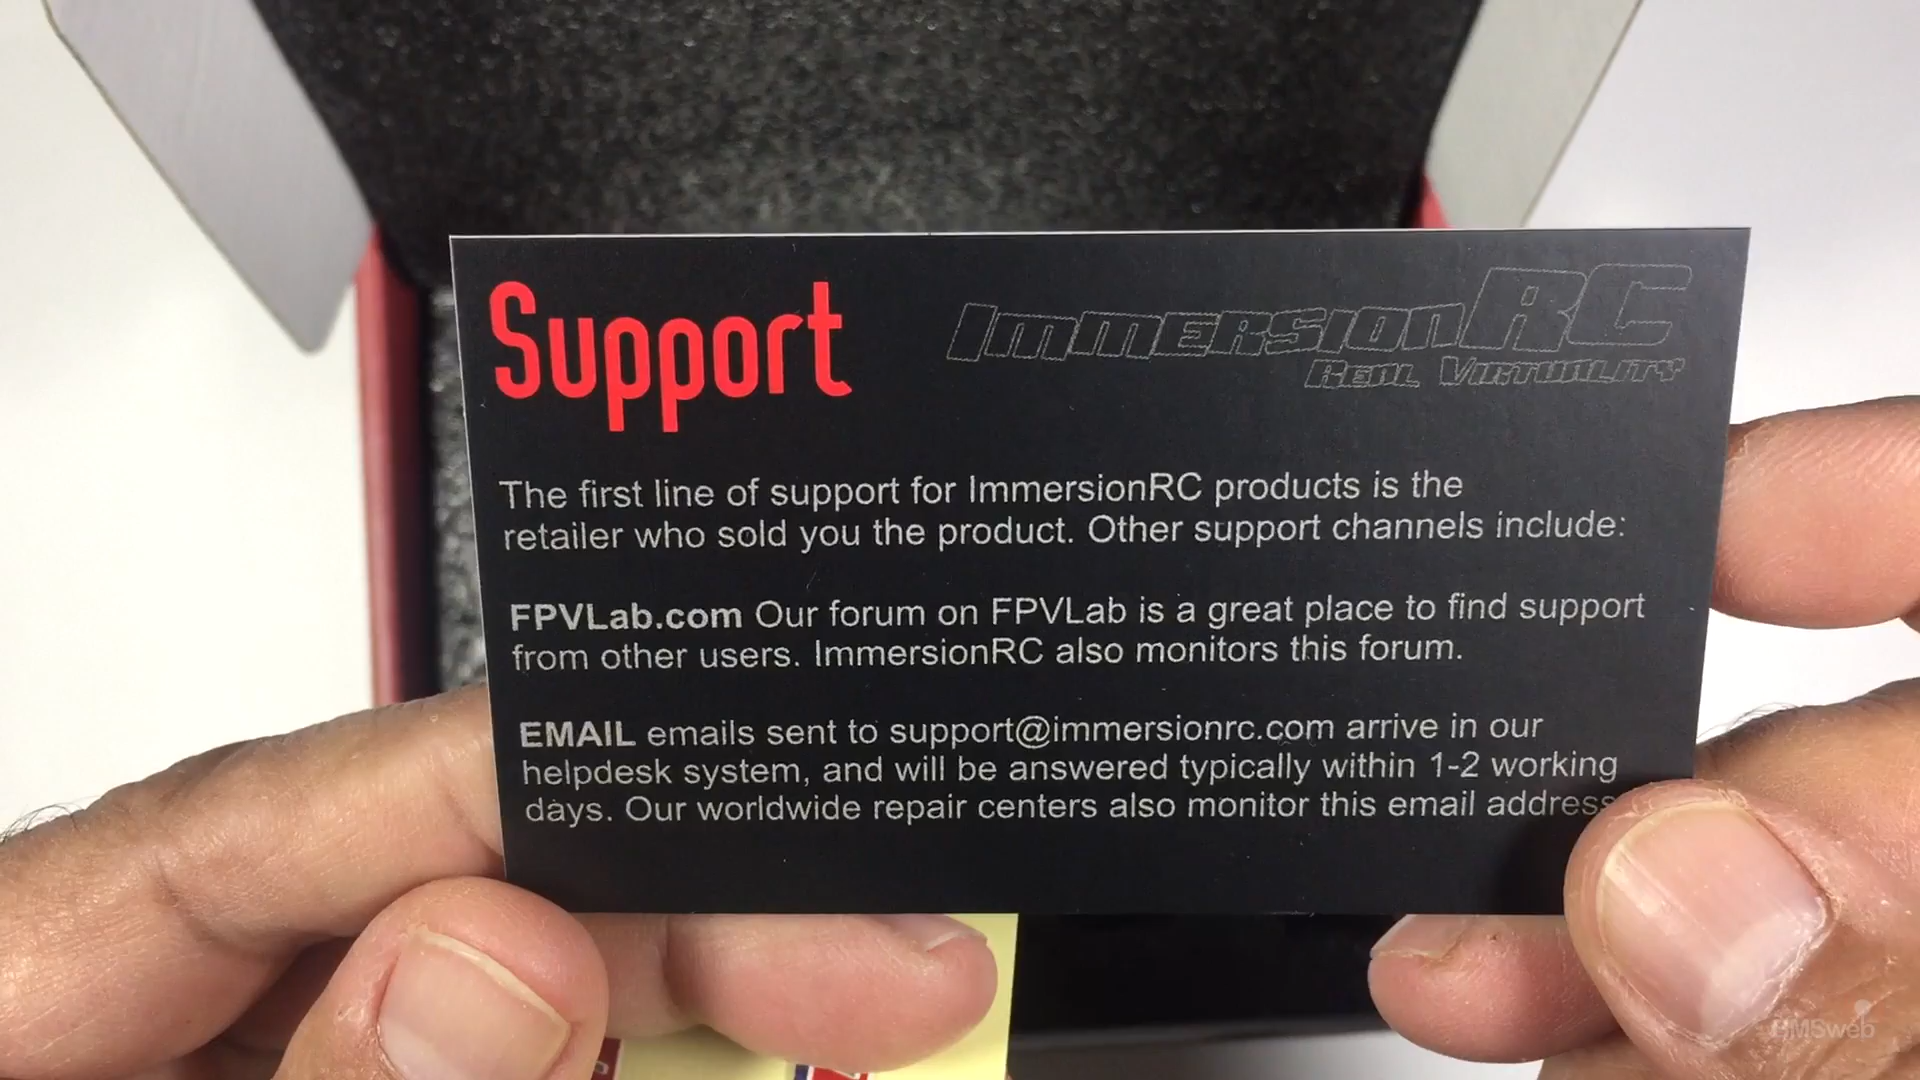 Support
ImmersionRC
Real Virtuality
The first line of support for ImmersionRC products is the
retailer who sold you the product. Other support channels include:
FPVLab.com Our forum on FPVLab is a great place to find support
from other users. ImmersionRC also monitors this forum.
EMAIL emails sent to support@immersionrc.com arrive in our
helpdesk system, and will be answered typically within 1-2 working
days. Our worldwide repair centers also monitor this email address
BMSweb